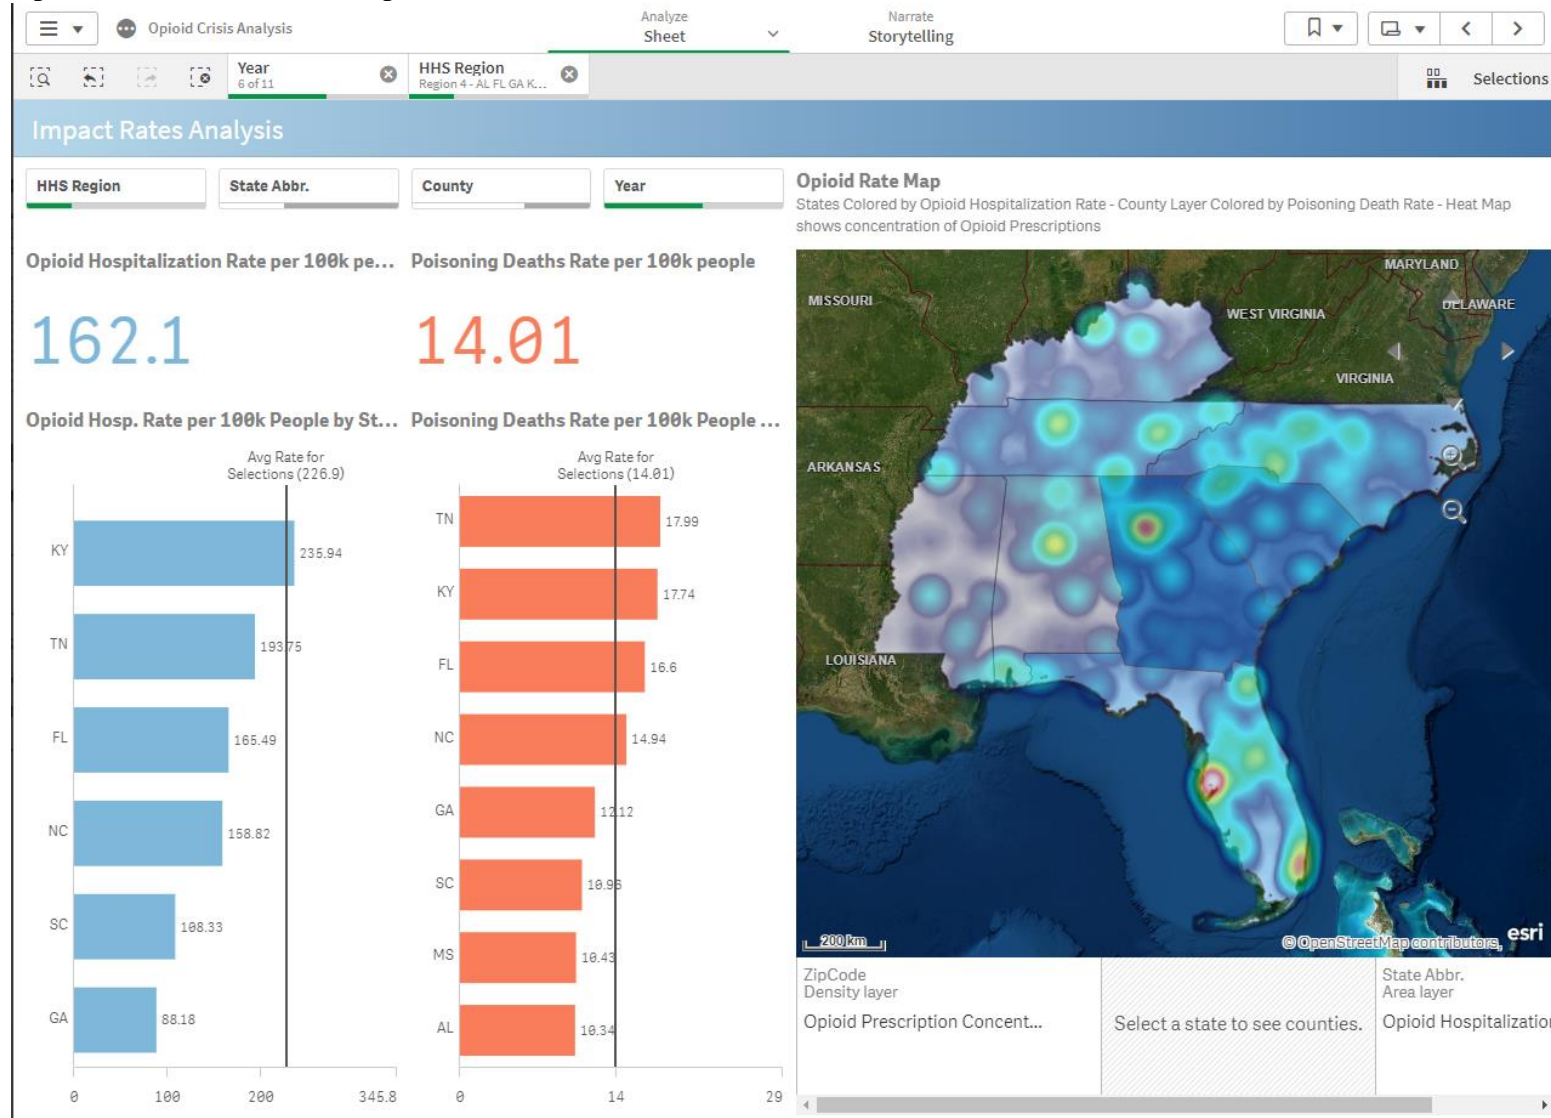 Opioid Crisis Analysis
Analyze
Sheet
Narrate
Storytelling
Year
6 of 11
HHS Region
Region 4 - AL FL GA K...
Selections
Impact Rates Analysis
HHS Region
State Abbr.
County
Year
Opioid Hospitalization Rate per 100k pe...
162.1
Poisoning Deaths Rate per 100k people
14.01
Opioid Hosp. Rate per 100k People by St...
Avg Rate for
Selections (226.9)
KY
235.94
TN
193.75
FL
165.49
NC
158.82
SC
108.33
GA
88.18
0
100
200
345.8
Poisoning Deaths Rate per 100k People ...
Avg Rate for
Selections (14.01)
TN
17.99
KY
17.74
FL
16.6
NC
14.94
GA
12.12
SC
10.96
MS
10.43
AL
10.34
0
14
29
Opioid Rate Map
States Colored by Opioid Hospitalization Rate - County Layer Colored by Poisoning Death Rate - Heat Map
shows concentration of Opioid Prescriptions
MARYLAND
MISSOURI
DELAWARE
WEST VIRGINIA
VIRGINIA
ARKANSAS
LOUISIANA
200 km
© OpenStreetMap contributors,
esri
ZipCode
Density layer
Opioid Prescription Concent...
Select a state to see counties.
State Abbr.
Area layer
Opioid Hospitalization